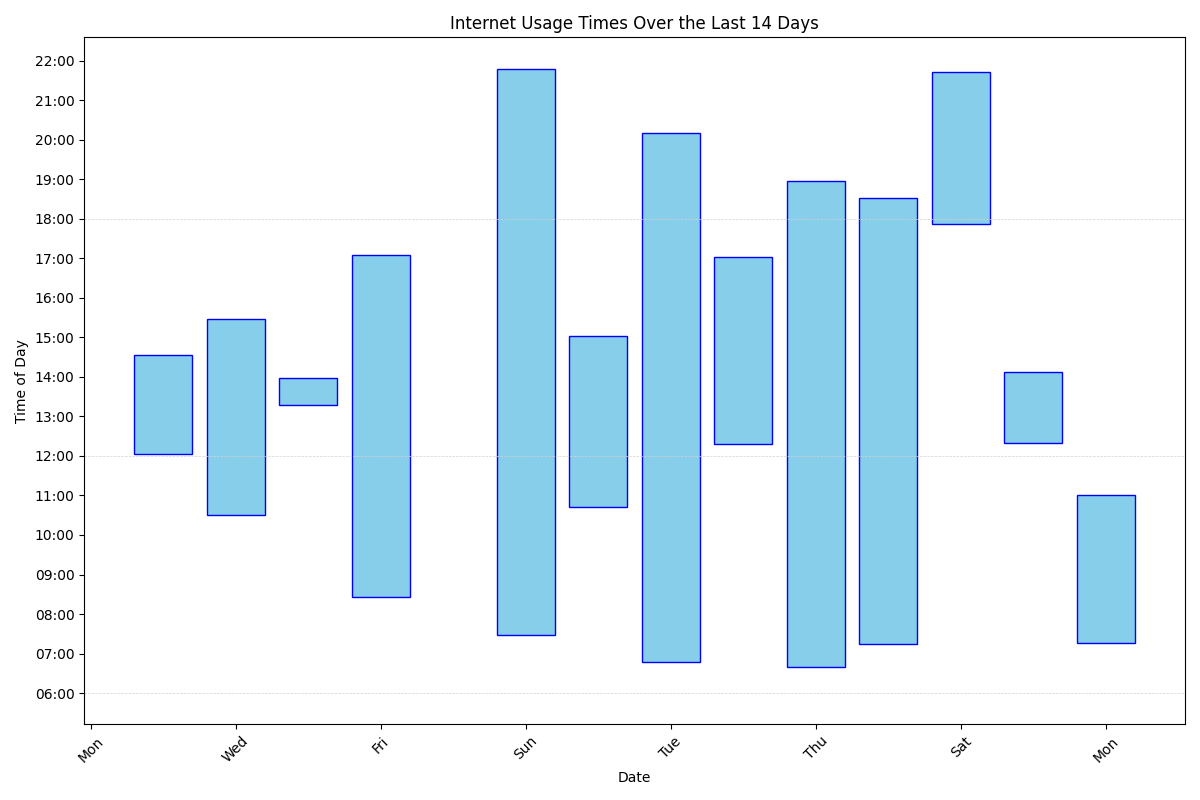 Internet Usage Times Over the Last 14 Days
22:00
21:00
20:00
19:00
18:00
17:00
16:00
15:00
14:00
13:00
12:00
11:00
10:00
09:00
08:00
07:00
06:00
Time of Day
Mon
Wed
Fri
Sun
Tue
Thu
Sat
Mon
Date